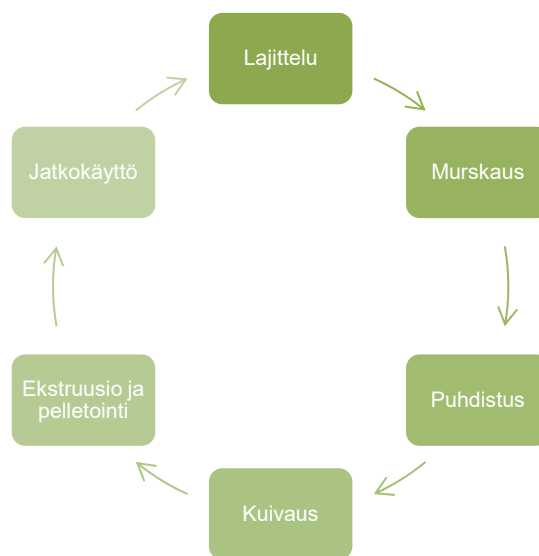 Lajittelu
Murskaus
Puhdistus
Kuivaus
Ekstruusio ja
pelletointi
Jatkokäyttö